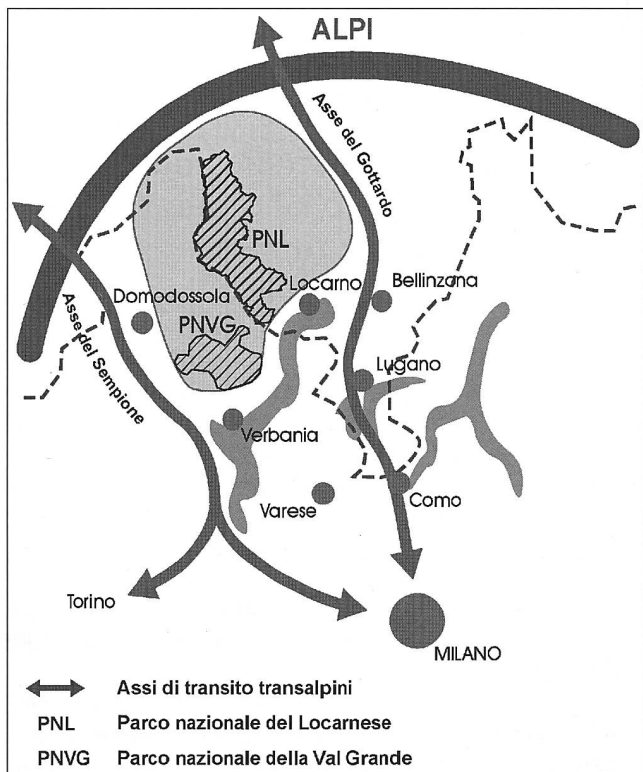 ALPI
Asse del Gottardo
PNL
Locarno
Bellinzona
Domodossola
PNVG
Asse del Sempione
Lugano
Verbania
Varese
Como
Torino
MILANO
Assi di transito transalpini
PNL Parco nazionale del Locarnese
PNVG Parco nazionale della Val Grande